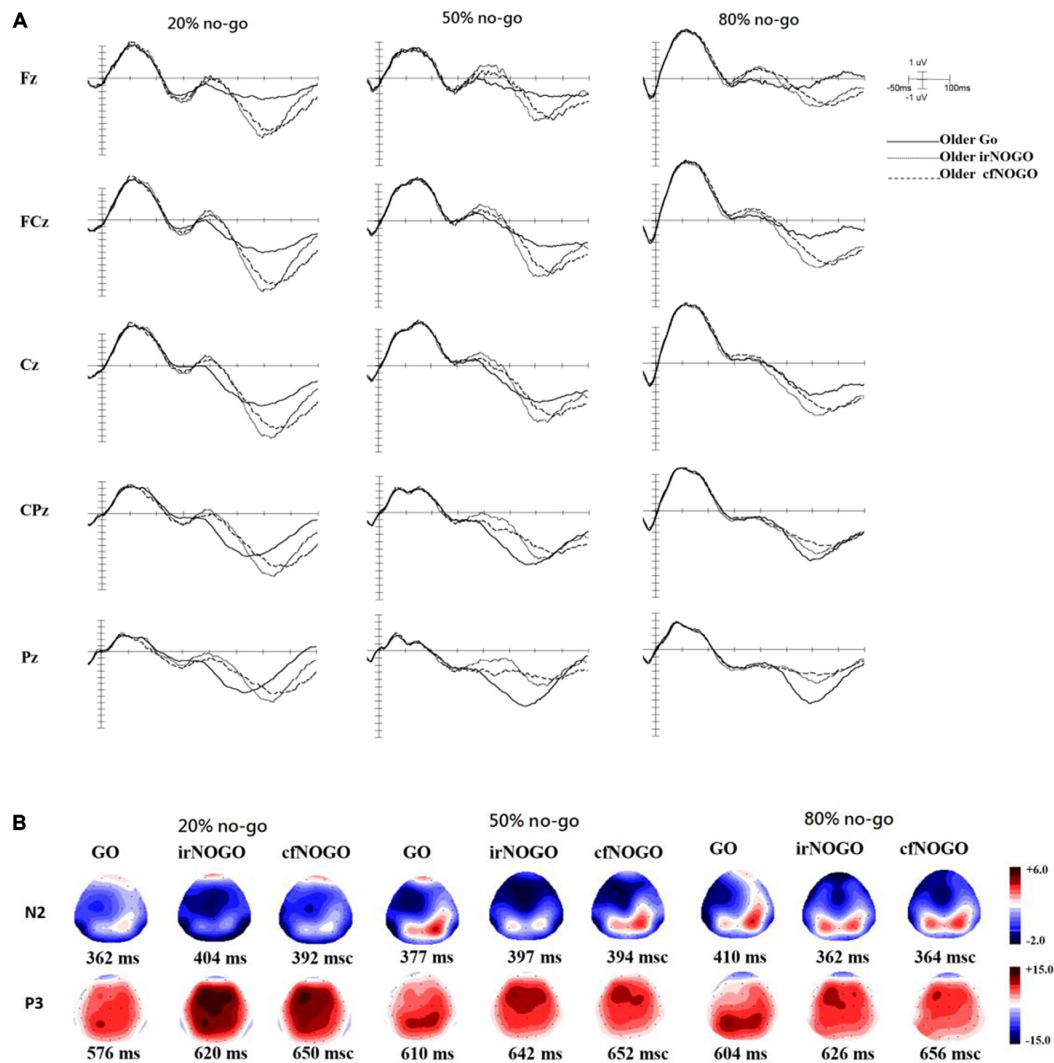 A
20% no-go
50% no-go
80% no-go
Fz
1 uV
-50ms
100ms
-1 uV
Older Go
Older irNOGO
Older cfNOGO
FCz
Cz
CPz
Pz
B
20% no-go
50% no-go
80% no-go
GO
irNOGO
cfNOGO
GO
irNOGO
cfNOGO
GO
irNOGO
cfNOGO
N2
+6.0
-2.0
362 ms
404 ms
392 msc
377 ms
397 ms
394 msc
410 ms
362 ms
364 msc
P3
+15.0
-15.0
576 ms
620 ms
650 msc
610 ms
642 ms
652 msc
604 ms
626 ms
656 msc